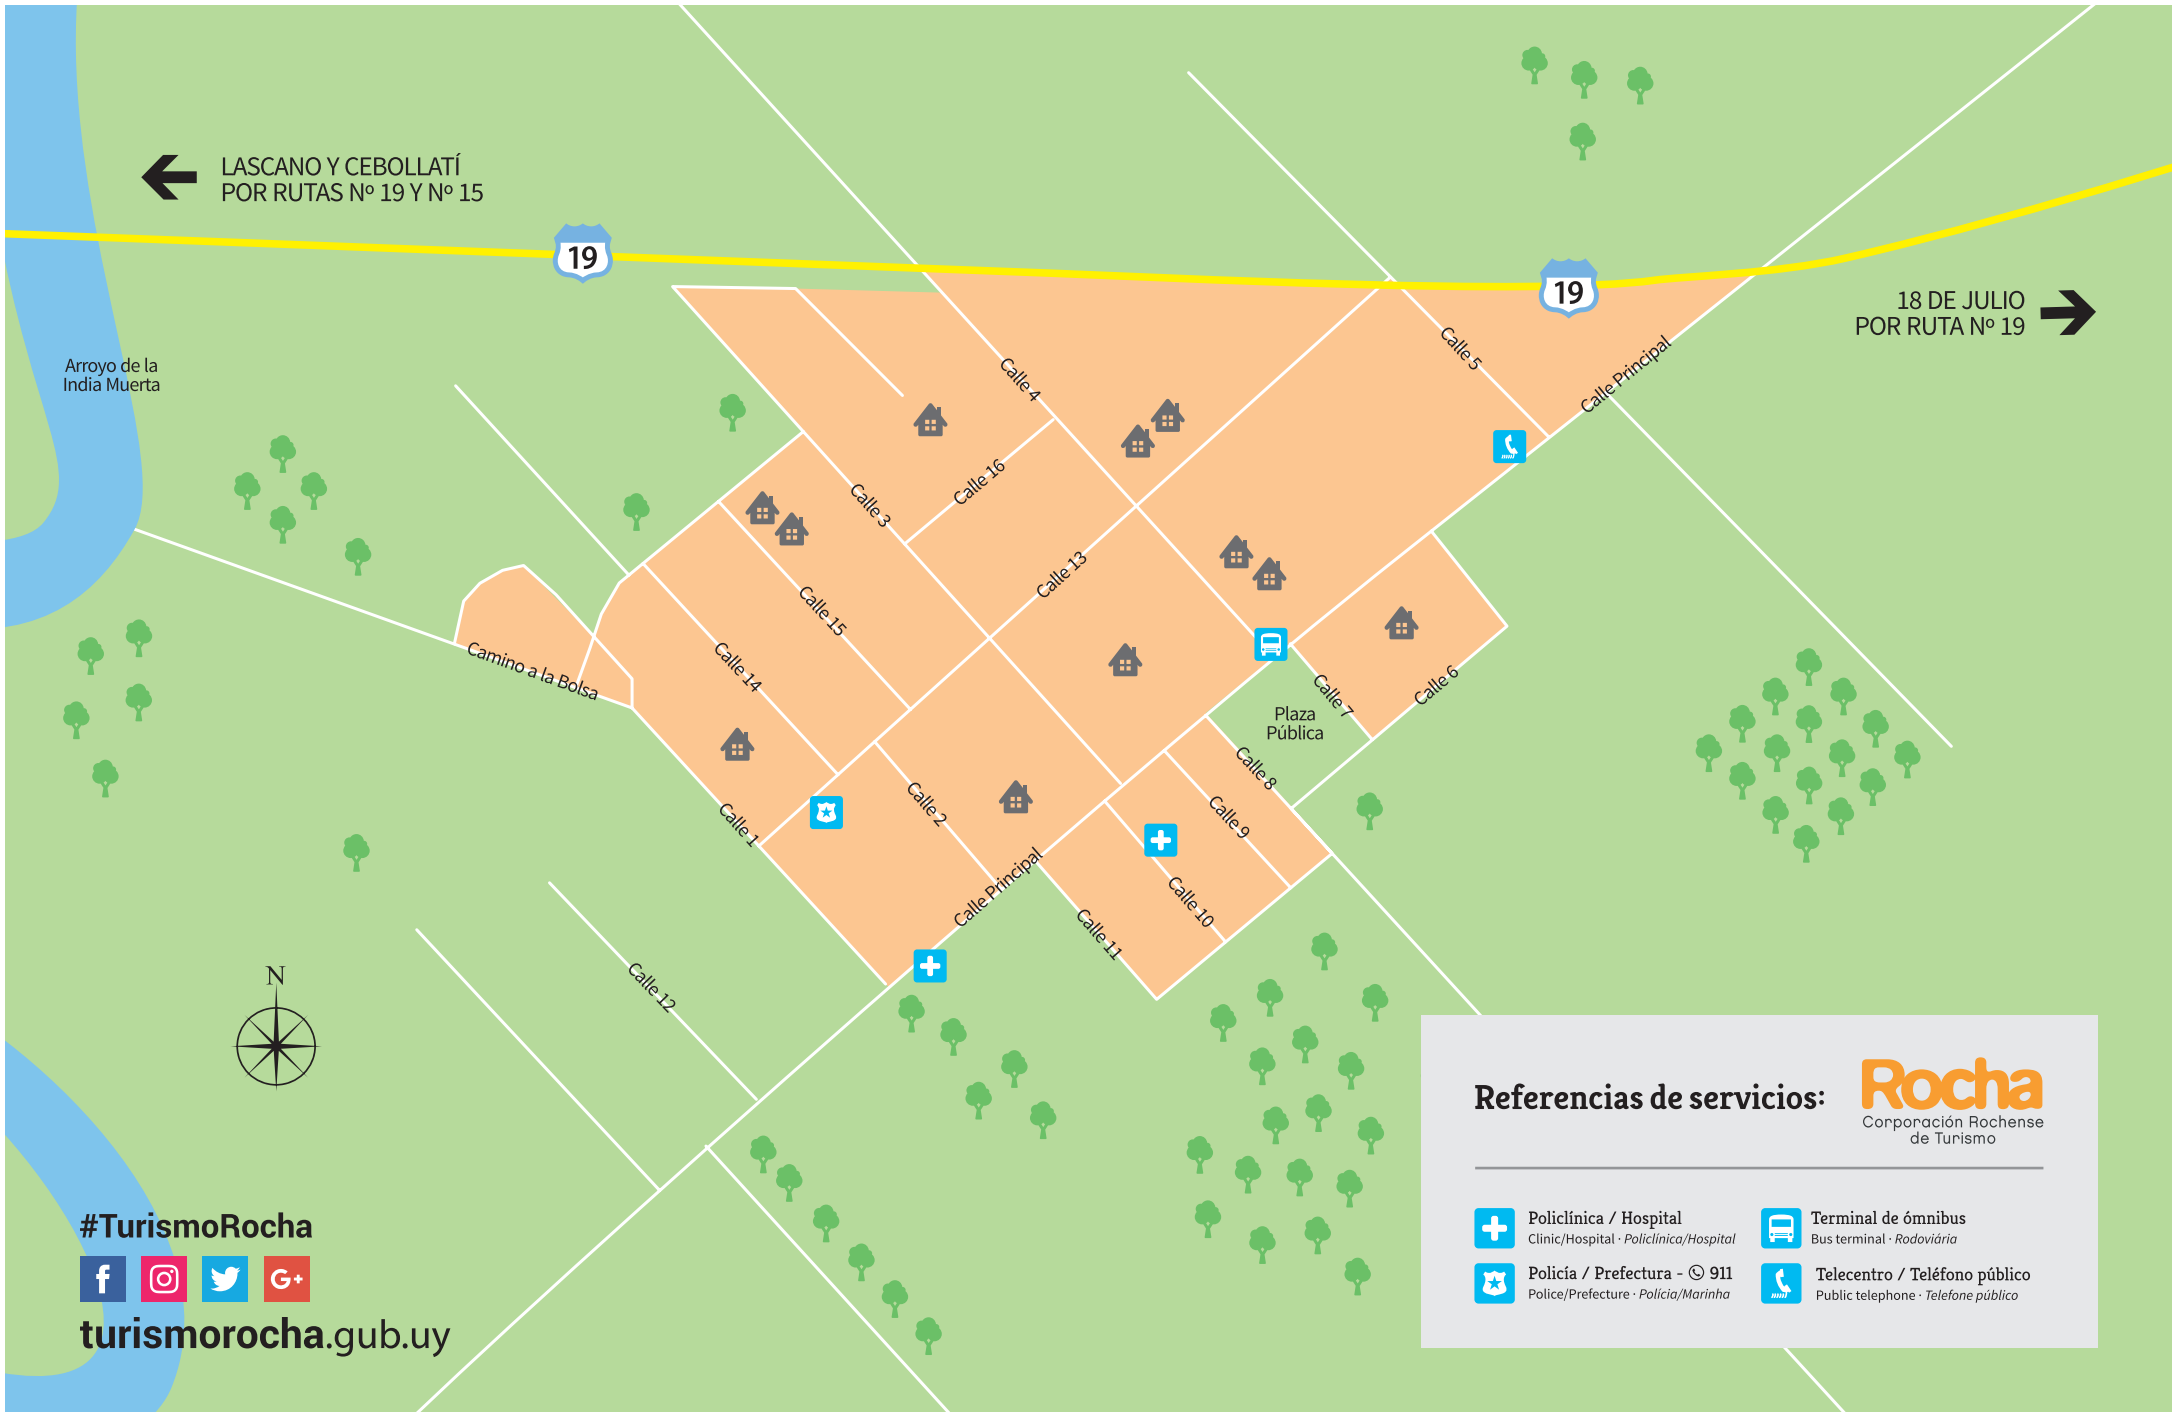 LASCANO Y CEBOLLATÍ
POR RUTAS Nº 19 Y Nº 15
19
19
18 DE JULIO
POR RUTA Nº 19
Arroyo de la
India Muerta
Calle 5
Calle Principal
Calle 4
Calle 16
Calle 3
Calle 13
Calle 15
Calle 14
Camino a la Bolsa
Calle 7
Calle 6
Plaza
Pública
Calle 8
Calle 9
Calle 2
Calle 1
Calle Principal
Calle 10
Calle 11
Calle 12
N
#TurismoRocha
f
G+
turismorocha.gub.uy
Referencias de servicios:
Rocha
Corporación Rochense
de Turismo
Policlínica / Hospital
Clinic/Hospital · Policlínica/Hospital
Policía / Prefectura - 911
Police/Prefecture · Polícia/Marinha
Terminal de ómnibus
Bus terminal · Rodoviária
Telecentro / Teléfono público
Public telephone · Telefone público